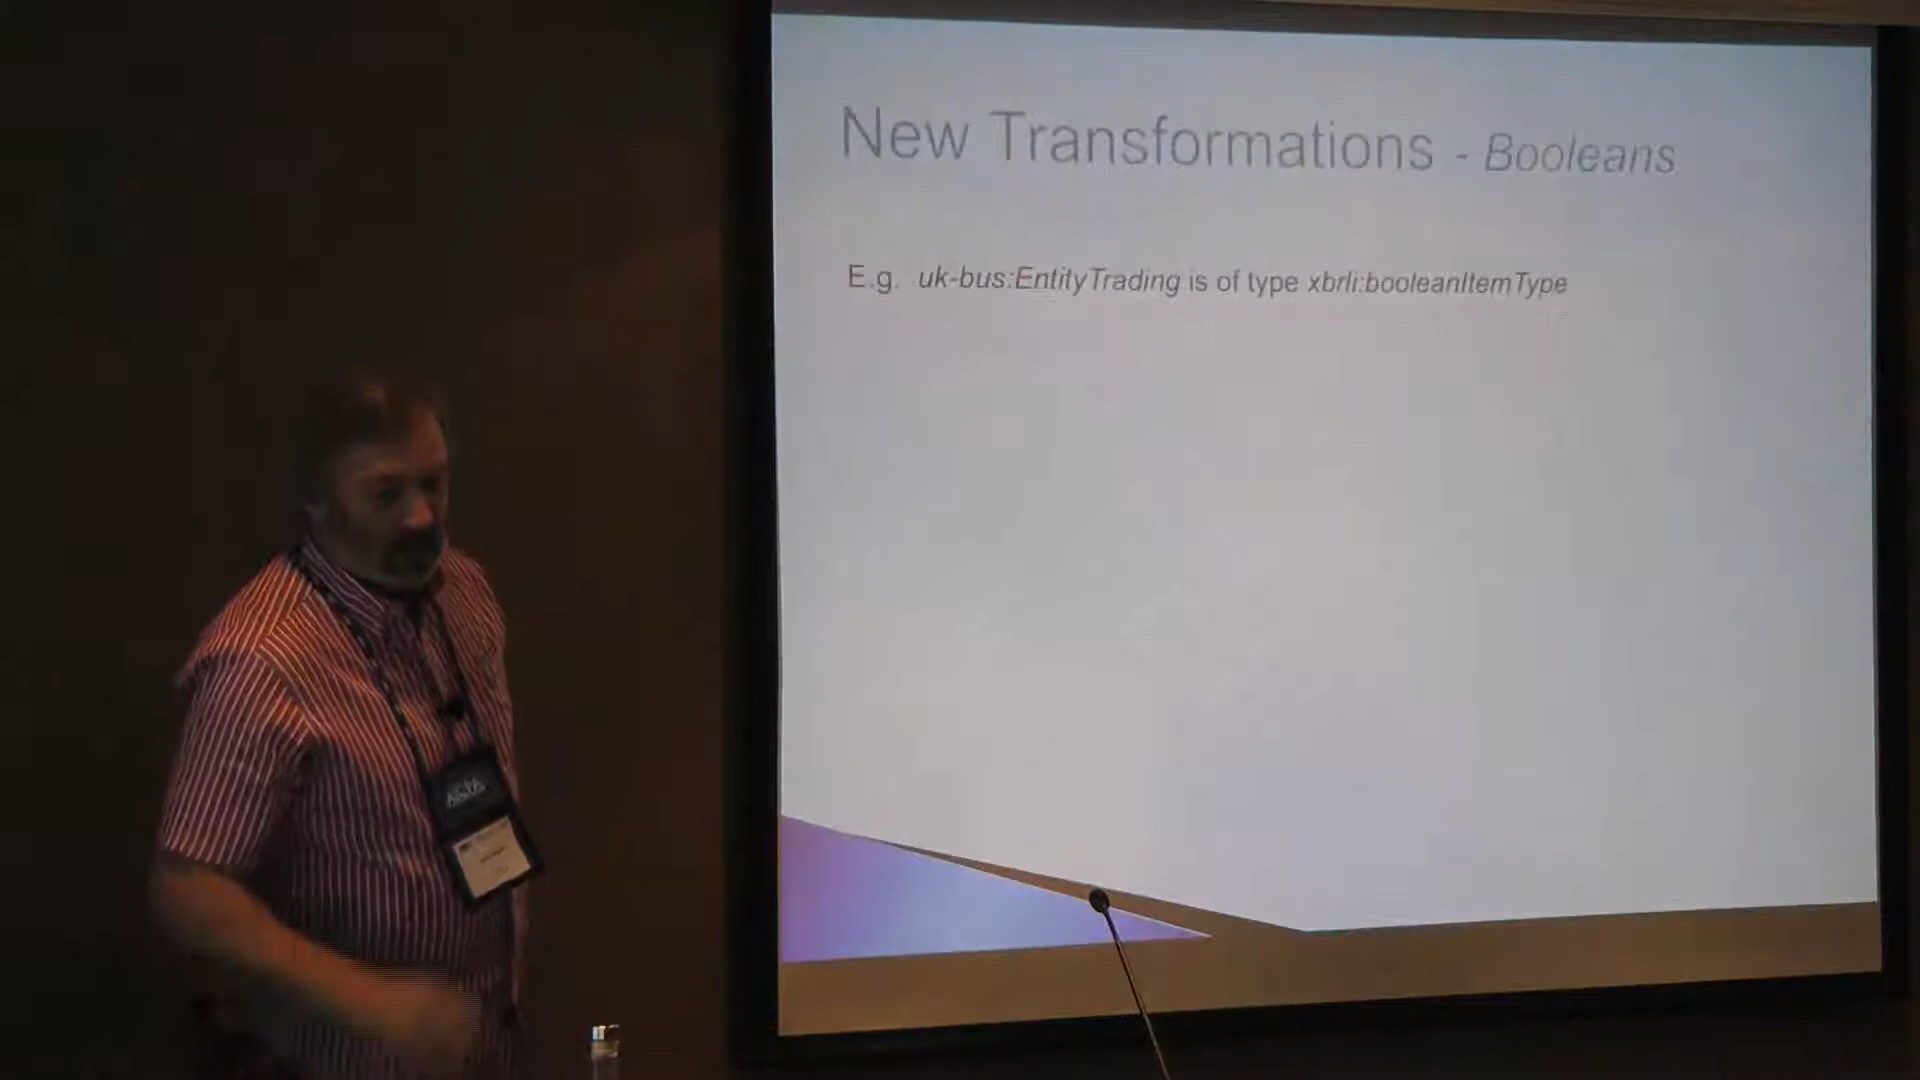 New Transformations - Booleans
E.g. uk-bus:EntityTrading is of type xbrli:booleanItemType